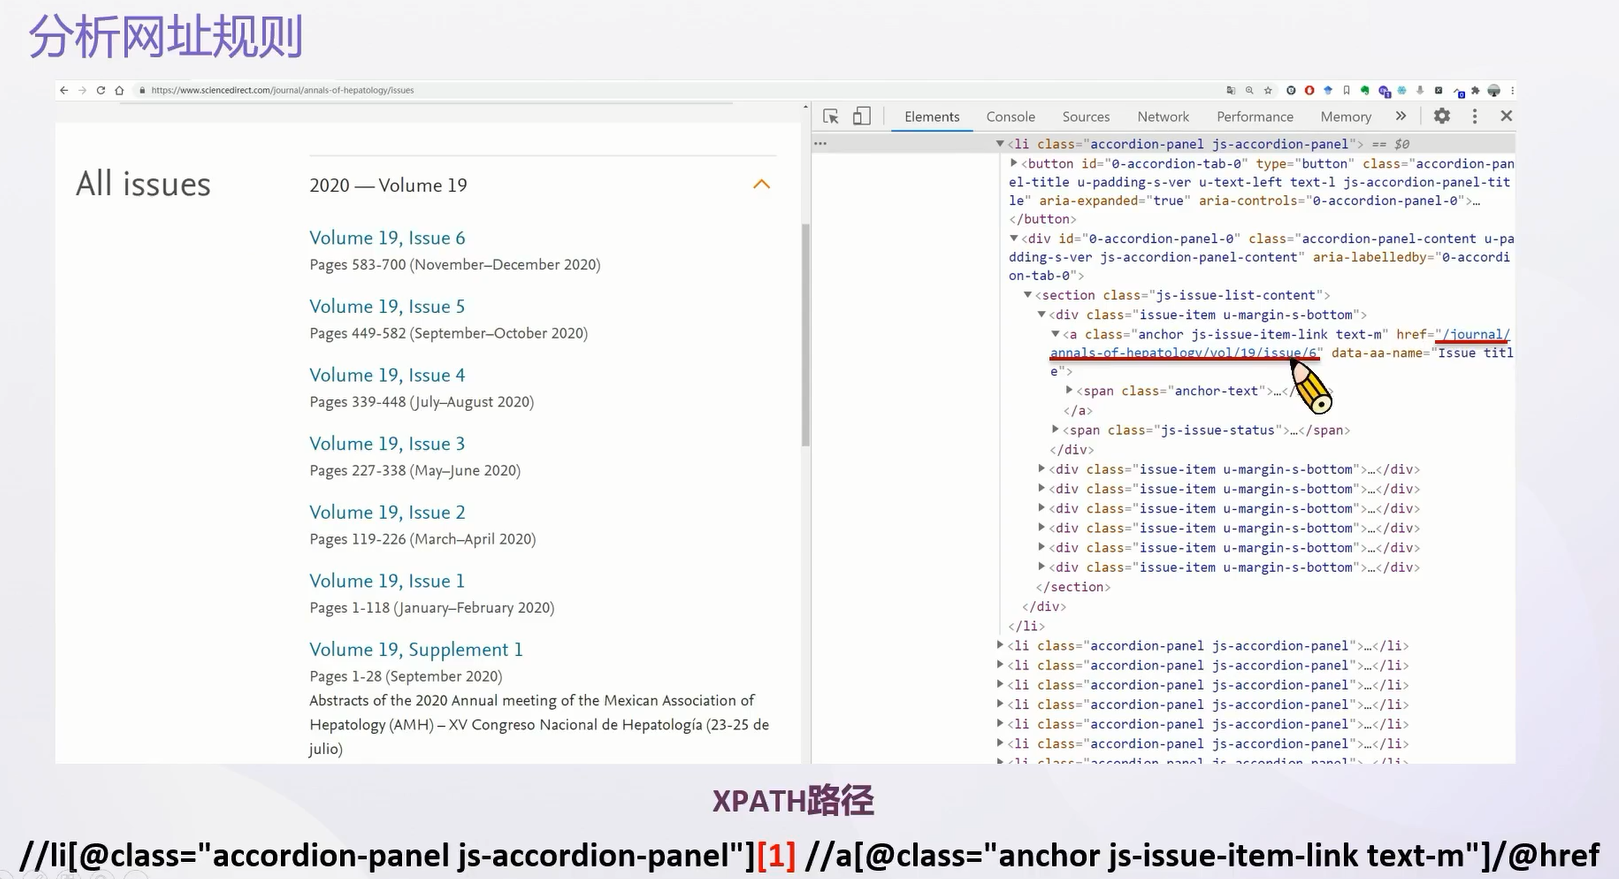 分析网址规则
https://www.sciencedirect.com/journal/annals-of-hepatology/issues
Elements Console Sources Network Performance Memory
All issues
2020 — Volume 19
Volume 19, Issue 6
Pages 583-700 (November–December 2020)
Volume 19, Issue 5
Pages 449-582 (September–October 2020)
Volume 19, Issue 4
Pages 339-448 (July–August 2020)
Volume 19, Issue 3
Pages 227-338 (May–June 2020)
Volume 19, Issue 2
Pages 119-226 (March–April 2020)
Volume 19, Issue 1
Pages 1-118 (January–February 2020)
Volume 19, Supplement 1
Pages 1-28 (September 2020)
Abstracts of the 2020 Annual meeting of the Mexican Association of
Hepatology (AMH) – XV Congreso Nacional de Hepatología (23-25 de
julio)
<li class="accordion-panel js-accordion-panel"> == $0
<button id="0-accordion-tab-0" type="button" class="accordion-pan
el-title u-padding-s-ver u-text-left text-l js-accordion-panel-tit
le" aria-expanded="true" aria-controls="0-accordion-panel-0">…
</button>
<div id="0-accordion-panel-0" class="accordion-panel-content u-pa
dding-s-ver js-accordion-panel-content" aria-labelledby="0-accordi
on-tab-0">
<section class="js-issue-list-content">
<div class="issue-item u-margin-s-bottom">
<a class="anchor js-issue-item-link text-m" href="/journal/
annals-of-hepatology/vol/19/issue/6" data-aa-name="Issue titl
e">
<span class="anchor-text">…</
</a>
<span class="js-issue-status">…</span>
</div>
<div class="issue-item u-margin-s-bottom">…</div>
<div class="issue-item u-margin-s-bottom">…</div>
<div class="issue-item u-margin-s-bottom">…</div>
<div class="issue-item u-margin-s-bottom">…</div>
<div class="issue-item u-margin-s-bottom">…</div>
<div class="issue-item u-margin-s-bottom">…</div>
</section>
</div>
</li>
<li class="accordion-panel js-accordion-panel">…</li>
<li class="accordion-panel js-accordion-panel">…</li>
<li class="accordion-panel js-accordion-panel">…</li>
<li class="accordion-panel js-accordion-panel">…</li>
<li class="accordion-panel js-accordion-panel">…</li>
<li class="accordion-panel js-accordion-panel">…</li>
XPATH路径
//li[@class="accordion-panel js-accordion-panel"][1] //a[@class="anchor js-issue-item-link text-m"]/@href